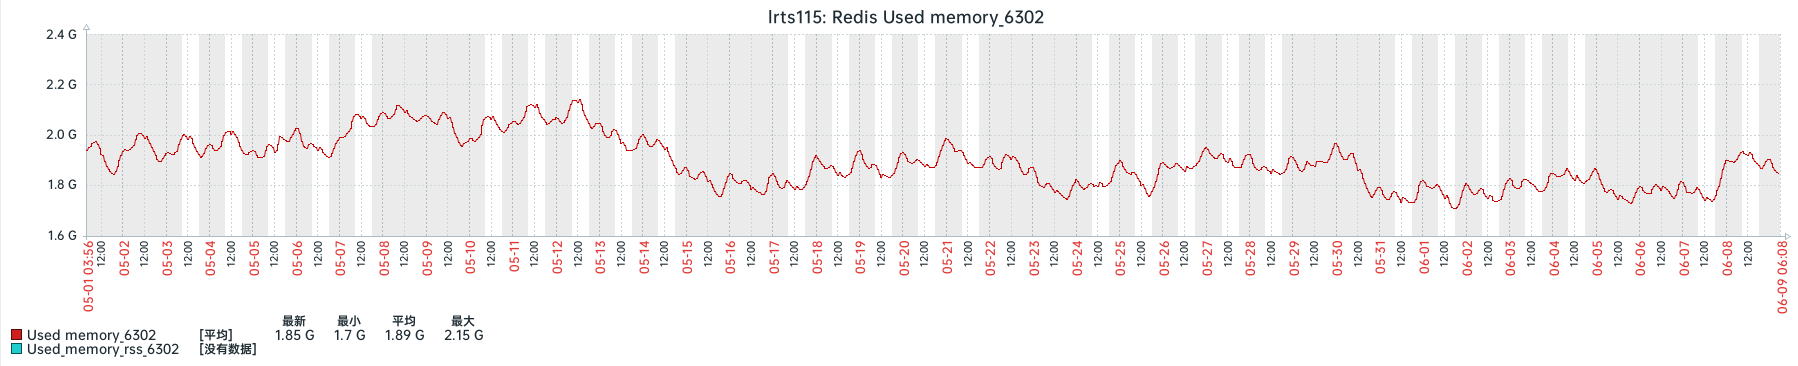 lrts115: Redis Used memory_6302
2.4 G
2.2 G
2.0 G
1.8 G
1.6 G
05-01 03:56 12:00 05-02 12:00 05-03 12:00 05-04 12:00 05-05 12:00 05-06 12:00 05-07 12:00 05-08 12:00 05-09 12:00 05-10 12:00 05-11 12:00 05-12 12:00 05-13 12:00 05-14 12:00 05-15 12:00 05-16 12:00 05-17 12:00 05-18 12:00 05-19 12:00 05-20 12:00 05-21 12:00 05-22 12:00 05-23 12:00 05-24 12:00 05-25 12:00 05-26 12:00 05-27 12:00 05-28 12:00 05-29 12:00 05-30 12:00 05-31 12:00 06-01 12:00 06-02 12:00 06-03 12:00 06-04 12:00 06-05 12:00 06-06 12:00 06-07 12:00 06-08 12:00 06-09 06:08
最新 最小 平均 最大
Used memory_6302 [平均] 1.85 G 1.7 G 1.89 G 2.15 G
Used_memory_rss_6302 [没有数据]